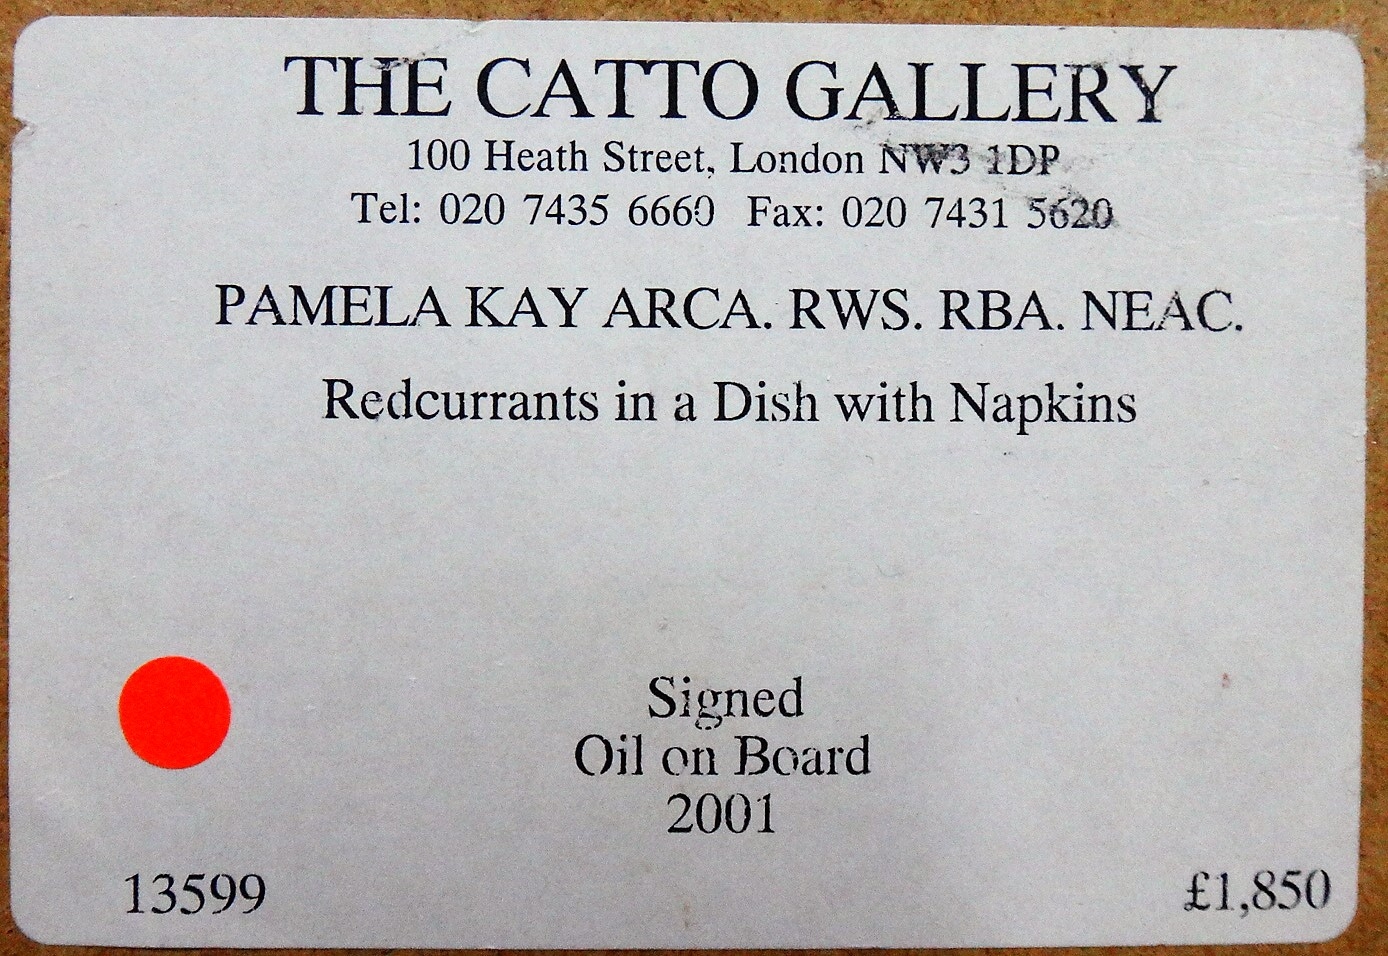 THE CATTO GALLERY
100 Heath Street, London NW3 1DP
Tel: 020 7435 6660 Fax: 020 7431 5620
PAMELA KAY ARCA. RWS. RBA. NEAC.
Redcurrants in a Dish with Napkins
Signed
Oil on Board
2001
13599 £1,850